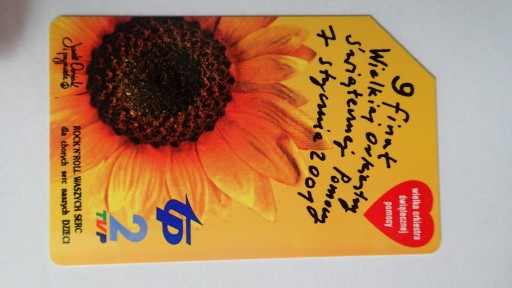 9 finał
Wielkiej Orkiestry
Świątecznej Pomocy
7 stycznia 2001
wielka orkiestra
świątecznej
pomocy
tp
2
TVP
ROCK'N'ROLL WASZYCH SERC
dla chorych serc naszych DZIECI